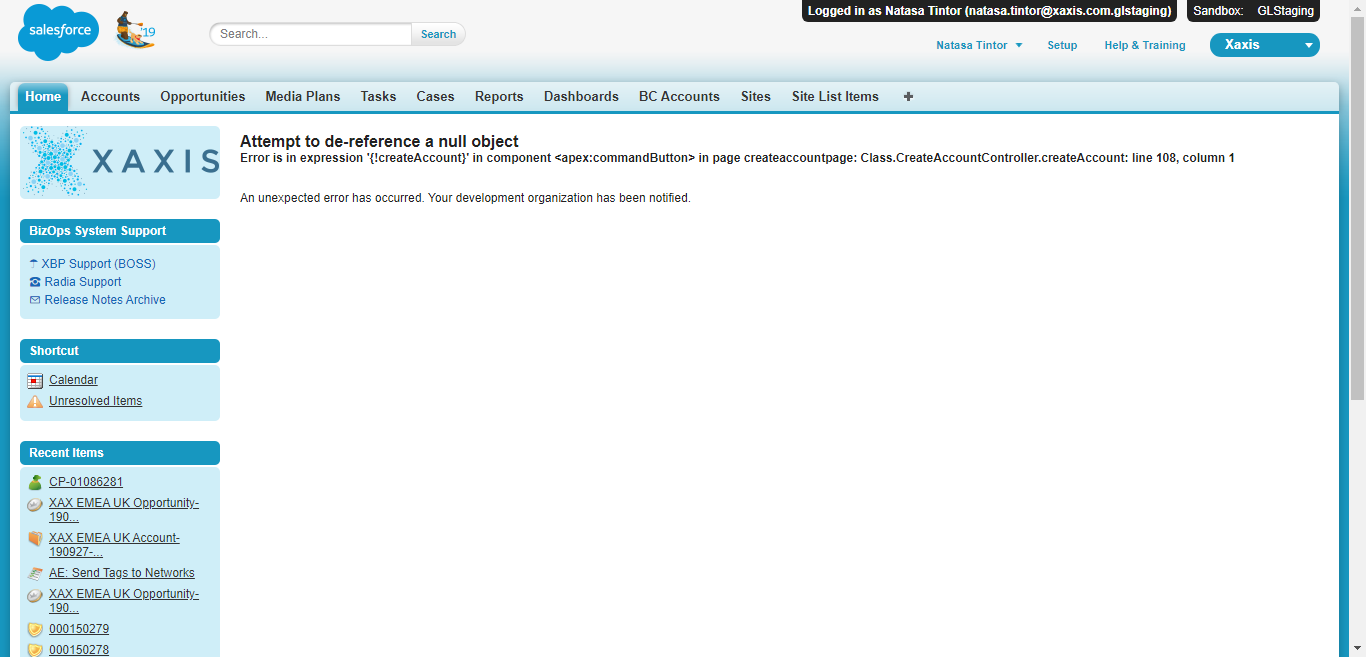 salesforce
'19
Search...
Search
Logged in as Natasa Tintor (natasa.tintor@xaxis.com.glstaging)
Sandbox: GLStaging
Natasa Tintor
Setup
Help & Training
Xaxis
Home
Accounts
Opportunities
Media Plans
Tasks
Cases
Reports
Dashboards
BC Accounts
Sites
Site List Items
+
XAXIS
Attempt to de-reference a null object
Error is in expression '{!createAccount}' in component <apex:commandButton> in page createaccountpage: Class.CreateAccountController.createAccount: line 108, column 1
An unexpected error has occurred. Your development organization has been notified.
BizOps System Support
XBP Support (BOSS)
Radia Support
Release Notes Archive
Shortcut
Calendar
Unresolved Items
Recent Items
CP-01086281
XAX EMEA UK Opportunity-
190...
XAX EMEA UK Account-
190927-...
AE: Send Tags to Networks
XAX EMEA UK Opportunity-
190...
000150279
000150278